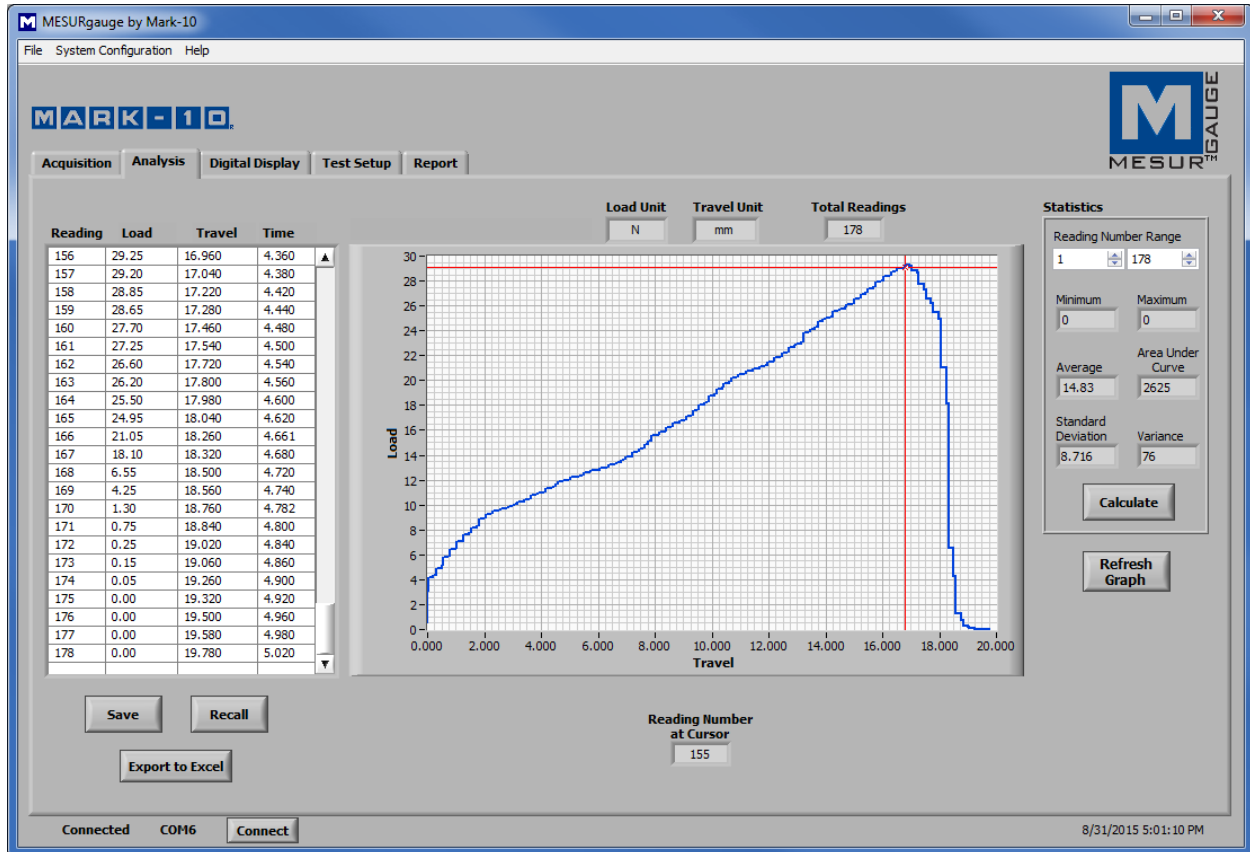 MESURgauge by Mark-10
File System Configuration Help
MARK-10
M
MESUR™ GAUGE
Acquisition Analysis Digital Display Test Setup Report
Load Unit Travel Unit Total Readings
N mm 178
Reading Load Travel Time
156 29.25 16.960 4.360
157 29.20 17.040 4.380
158 28.85 17.220 4.420
159 28.65 17.280 4.440
160 27.70 17.460 4.480
161 27.25 17.540 4.500
162 26.60 17.720 4.540
163 26.20 17.800 4.560
164 25.50 17.980 4.600
165 24.95 18.040 4.620
166 21.05 18.260 4.661
167 18.10 18.320 4.680
168 6.55 18.500 4.720
169 4.25 18.560 4.740
170 1.30 18.760 4.782
171 0.75 18.840 4.800
172 0.25 19.020 4.840
173 0.15 19.060 4.860
174 0.05 19.260 4.900
175 0.00 19.320 4.920
176 0.00 19.500 4.960
177 0.00 19.580 4.980
178 0.00 19.780 5.020
30
28
26
24
22
20
18
16
14
12
10
8
6
4
2
0
Load
0.000 2.000 4.000 6.000 8.000 10.000 12.000 14.000 16.000 18.000 20.000
Travel
Statistics
Reading Number Range
1 178
Minimum Maximum
0 0
Average Area Under Curve
14.83 2625
Standard Deviation Variance
8.716 76
Calculate
Refresh
Graph
Save Recall
Export to Excel
Reading Number
at Cursor
155
Connected COM6 Connect
8/31/2015 5:01:10 PM